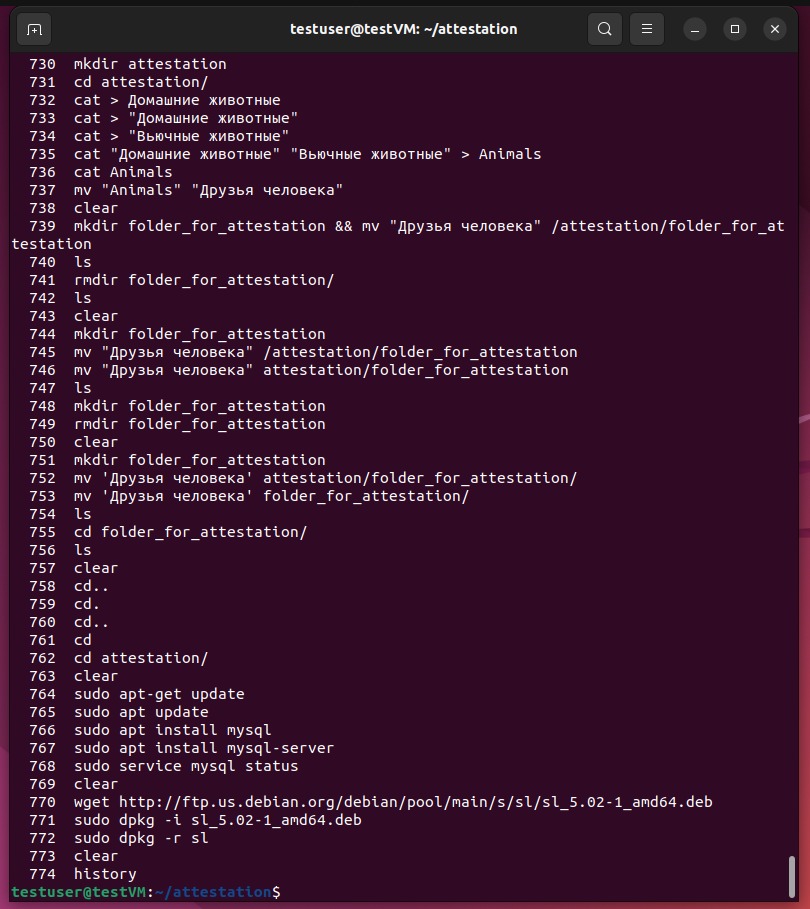 testuser@testVM: ~/attestation
730 mkdir attestation
731 cd attestation/
732 cat > Домашние животные
733 cat > "Домашние животные"
734 cat > "Вьючные животные"
735 cat "Домашние животные" "Вьючные животные" > Animals
736 cat Animals
737 mv "Animals" "Друзья человека"
738 clear
739 mkdir folder_for_attestation && mv "Друзья человека" /attestation/folder_for_at
testation
740 ls
741 rmdir folder_for_attestation/
742 ls
743 clear
744 mkdir folder_for_attestation
745 mv "Друзья человека" /attestation/folder_for_attestation
746 mv "Друзья человека" attestation/folder_for_attestation
747 ls
748 mkdir folder_for_attestation
749 rmdir folder_for_attestation
750 clear
751 mkdir folder_for_attestation
752 mv 'Друзья человека' attestation/folder_for_attestation/
753 mv 'Друзья человека' folder_for_attestation/
754 ls
755 cd folder_for_attestation/
756 ls
757 clear
758 cd..
759 cd.
760 cd..
761 cd
762 cd attestation/
763 clear
764 sudo apt-get update
765 sudo apt update
766 sudo apt install mysql
767 sudo apt install mysql-server
768 sudo service mysql status
769 clear
770 wget http://ftp.us.debian.org/debian/pool/main/s/sl/sl_5.02-1_amd64.deb
771 sudo dpkg -i sl_5.02-1_amd64.deb
772 sudo dpkg -r sl
773 clear
774 history
testuser@testVM:~/attestation$